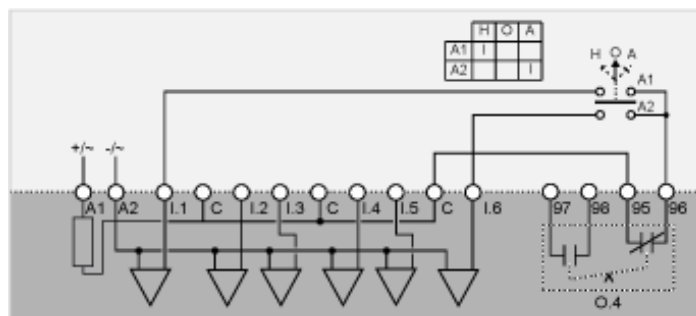 H O A
A1 I
A2 I
H O A
A1
A2
+/~ -/~
A1 A2 I.1 C I.2 I.3 C I.4 I.5 C I.6 97 98 95 96
O.4